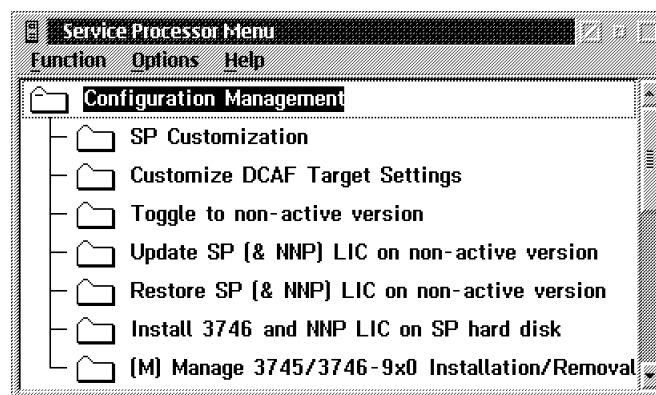 Service Processor Menu
Function Options Help
Configuration Management
SP Customization
Customize DCAF Target Settings
Toggle to non-active version
Update SP (& NNP) LIC on non-active version
Restore SP (& NNP) LIC on non-active version
Install 3746 and NNP LIC on SP hard disk
(M) Manage 3745/3746-9x0 Installation/Removal